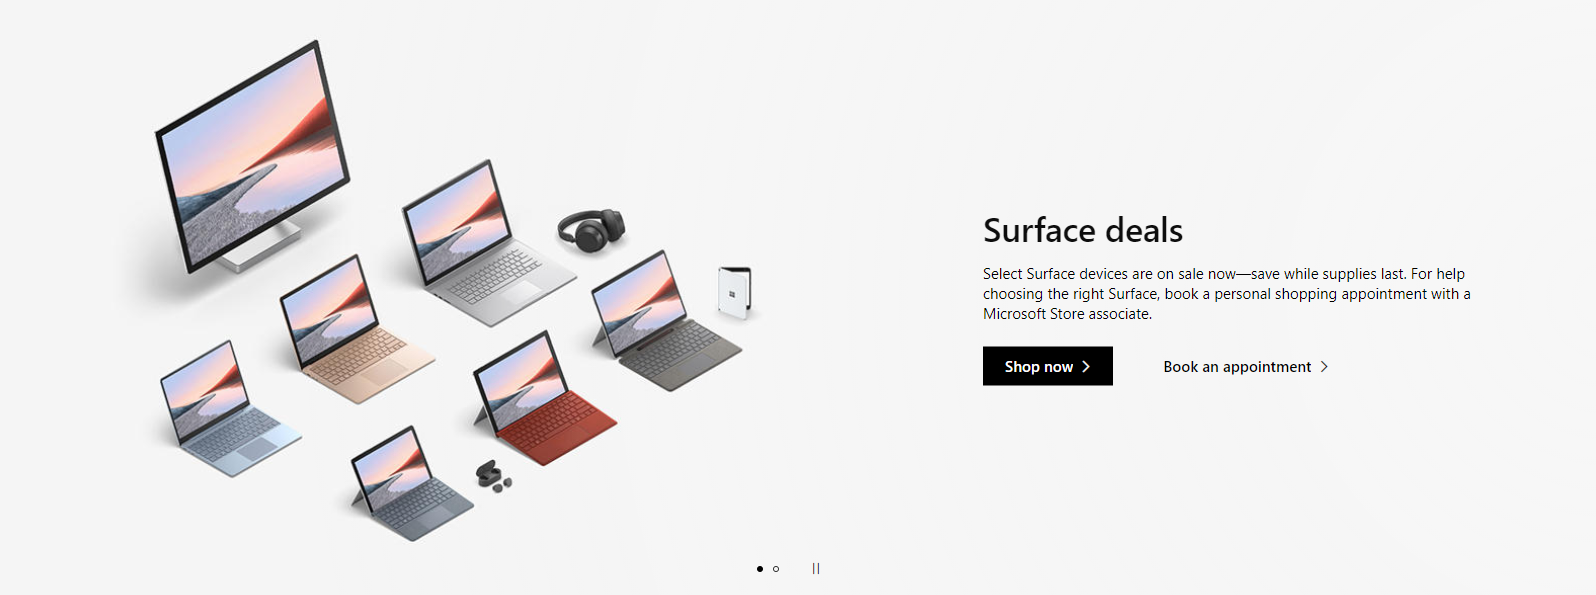 Surface deals
Select Surface devices are on sale now—save while supplies last. For help
choosing the right Surface, book a personal shopping appointment with a
Microsoft Store associate.
Shop now
Book an appointment